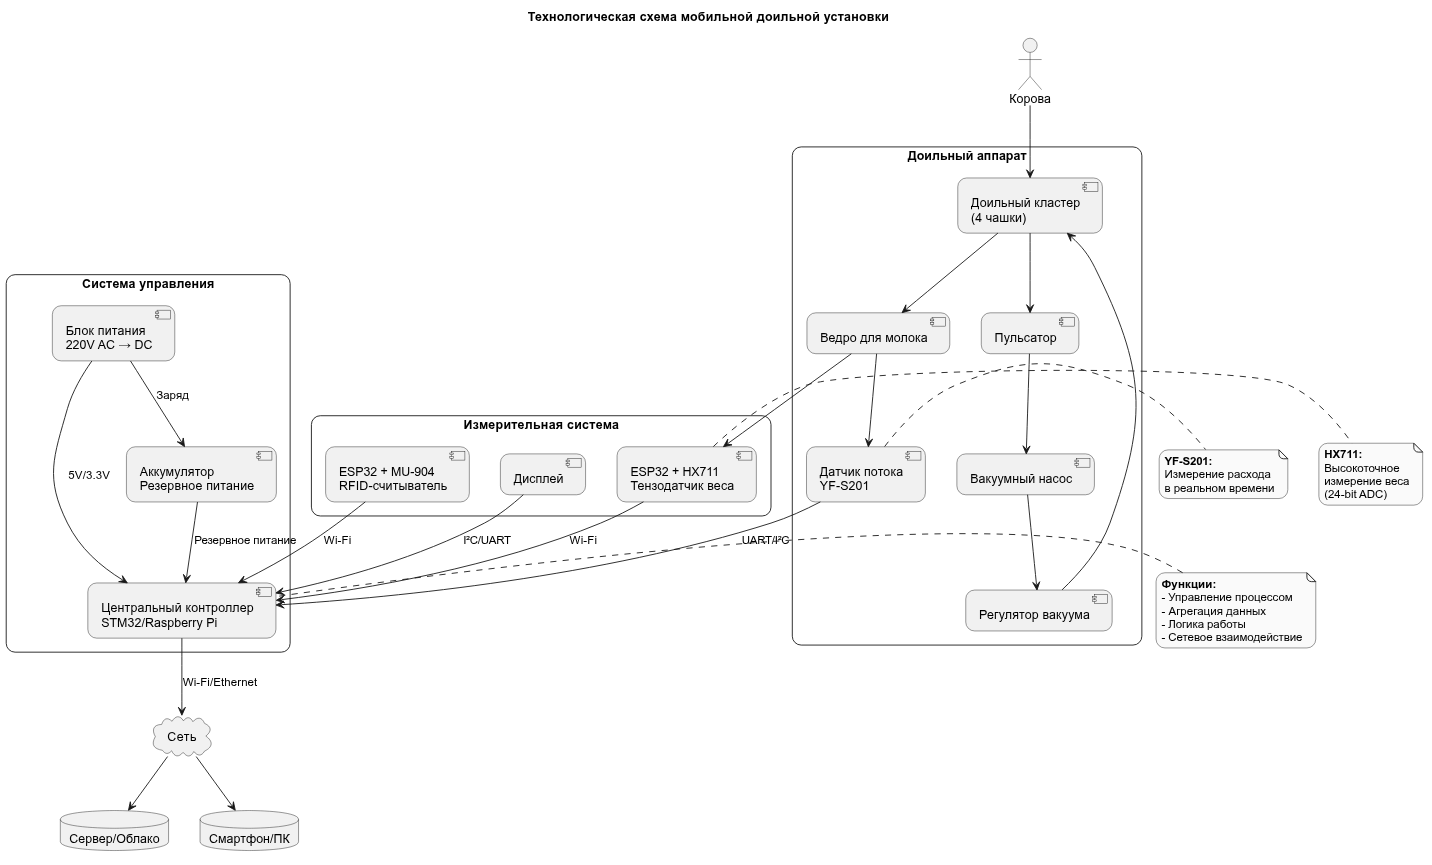 Технологическая схема мобильной доильной установки
Корова
Доильный аппарат
Доильный кластер
(4 чашки)
Система управления
Блок питания
220V AC → DC
Ведро для молока
Пульсатор
Заряд
Измерительная система
5V/3.3V
Аккумулятор
Резервное питание
ESP32 + MU-904
RFID-считыватель
Дисплей
ESP32 + HX711
Тензодатчик веса
Датчик потока
YF-S201
Вакуумный насос
YF-S201:
Измерение расхода
в реальном времени
HX711:
Высокоточное
измерение веса
(24-bit ADC)
Резервное питание
Wi-Fi
I²C/UART
Wi-Fi
UART/I²C
Центральный контроллер
STM32/Raspberry Pi
Регулятор вакуума
Функции:
- Управление процессом
- Агрегация данных
- Логика работы
- Сетевое взаимодействие
Wi-Fi/Ethernet
Сеть
Сервер/Облако
Смартфон/ПК